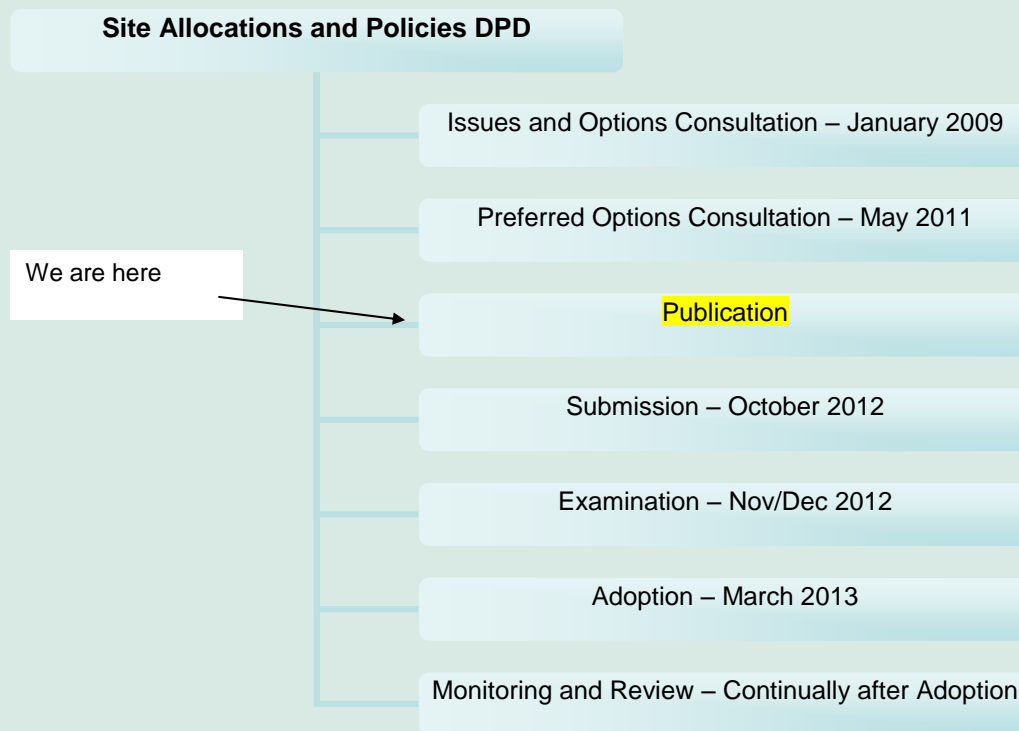 Site Allocations and Policies DPD
Issues and Options Consultation – January 2009
Preferred Options Consultation – May 2011
We are here
Publication
Submission – October 2012
Examination – Nov/Dec 2012
Adoption – March 2013
Monitoring and Review – Continually after Adoption